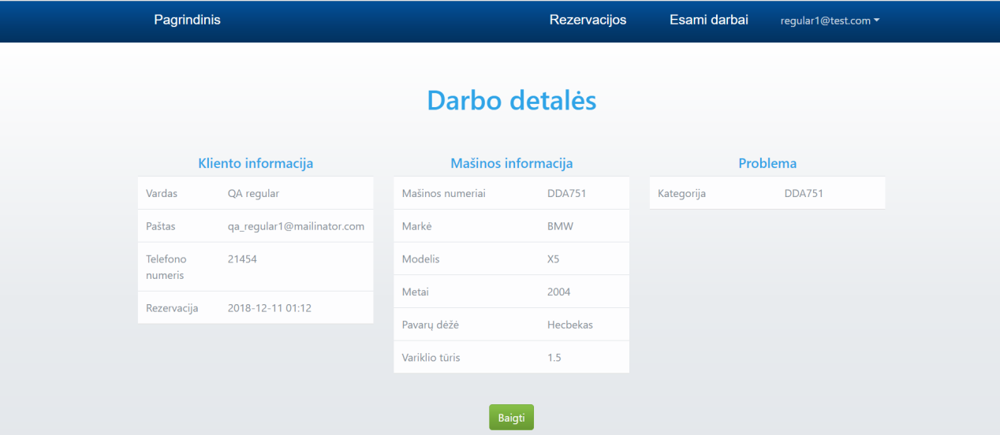 Pagrindinis Rezervacijos Esami darbai regular1@test.com
Darbo detalės
Kliento informacija
Vardas QA regular
Paštas qa_regular1@mailinator.com
Telefono 21454
numeris
Rezervacija 2018-12-11 01:12
Mašinos informacija
Mašinos numeriai DDA751
Markė BMW
Modelis X5
Metai 2004
Pavarų dėžė Hecbekas
Variklio tūris 1.5
Problema
Kategorija DDA751
Baigti